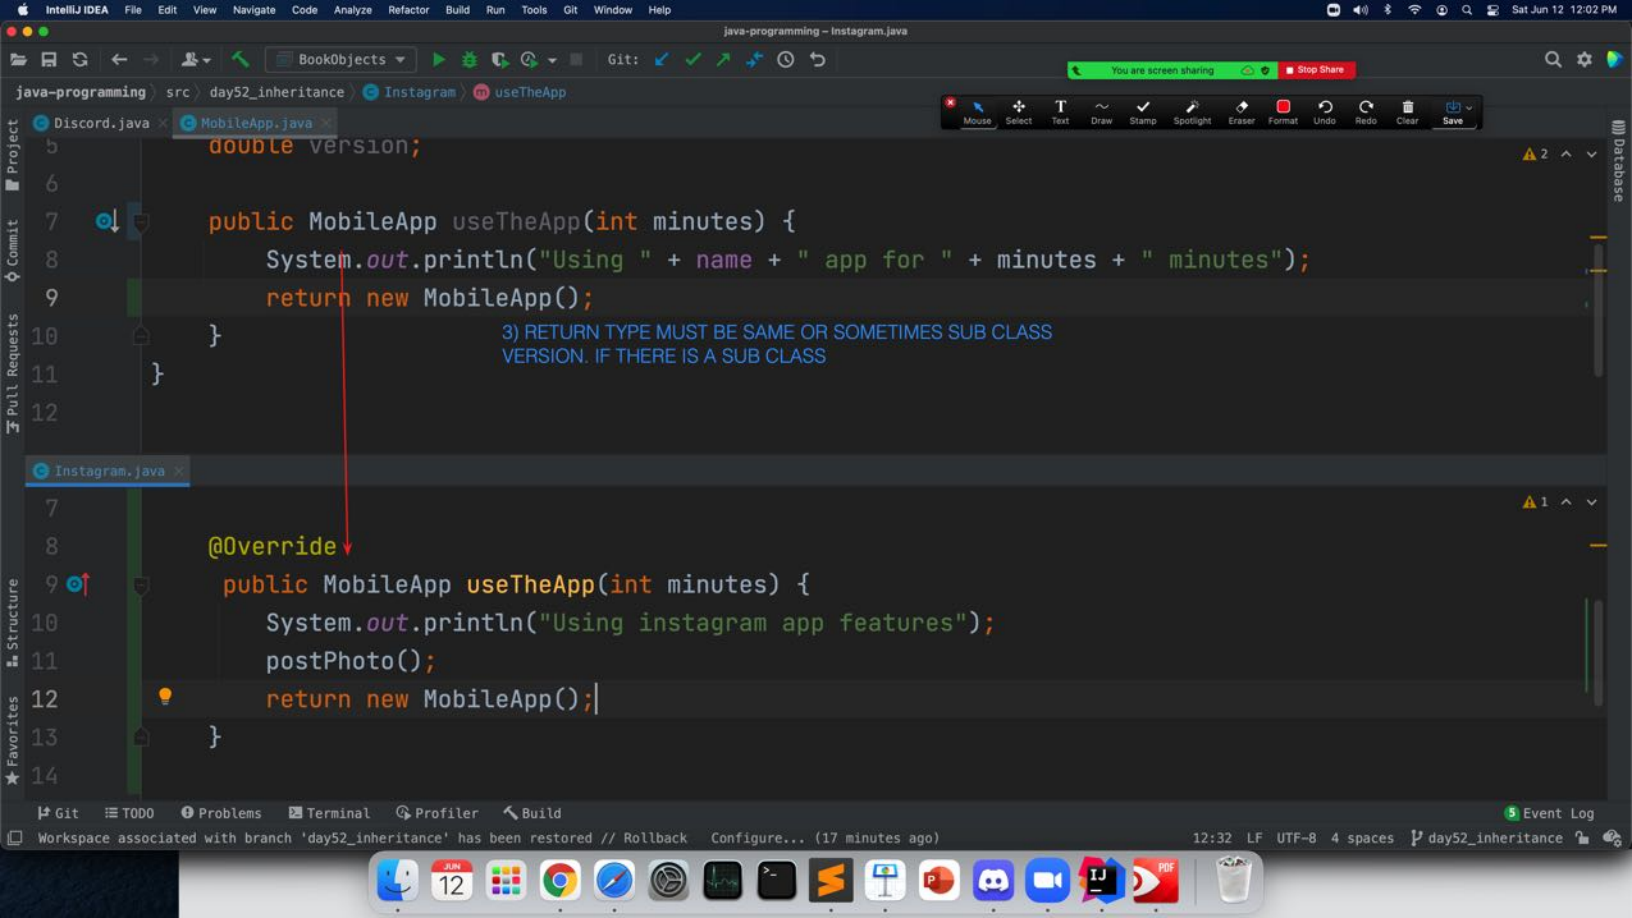 IntelliJ IDEA File Edit View Navigate Code Analyze Refactor Build Run Tools Git Window Help Sat Jun 12 12:02 PM
java-programming – Instagram.java
BookObjects Git:
You are screen sharing Stop Share
java-programming src day52_inheritance Instagram useTheApp
Mouse Select Text Draw Stamp Spotlight Eraser Format Undo Redo Clear Save
Discord.java MobileApp.java
Project
Commit
Pull Requests
Structure
Favorites
Database
2
5 double version;
6
7 public MobileApp useTheApp(int minutes) {
8 System.out.println("Using " + name + " app for " + minutes + " minutes");
9 return new MobileApp();
10 }
3) RETURN TYPE MUST BE SAME OR SOMETIMES SUB CLASS
VERSION. IF THERE IS A SUB CLASS
11 }
12
Instagram.java
1
7
8 @Override
9 public MobileApp useTheApp(int minutes) {
10 System.out.println("Using instagram app features");
11 postPhoto();
12 return new MobileApp();
13 }
14
Git TODO Problems Terminal Profiler Build 5 Event Log
Workspace associated with branch 'day52_inheritance' has been restored // Rollback Configure... (17 minutes ago) 12:32 LF UTF-8 4 spaces day52_inheritance
JUN
12
IJ
PDF